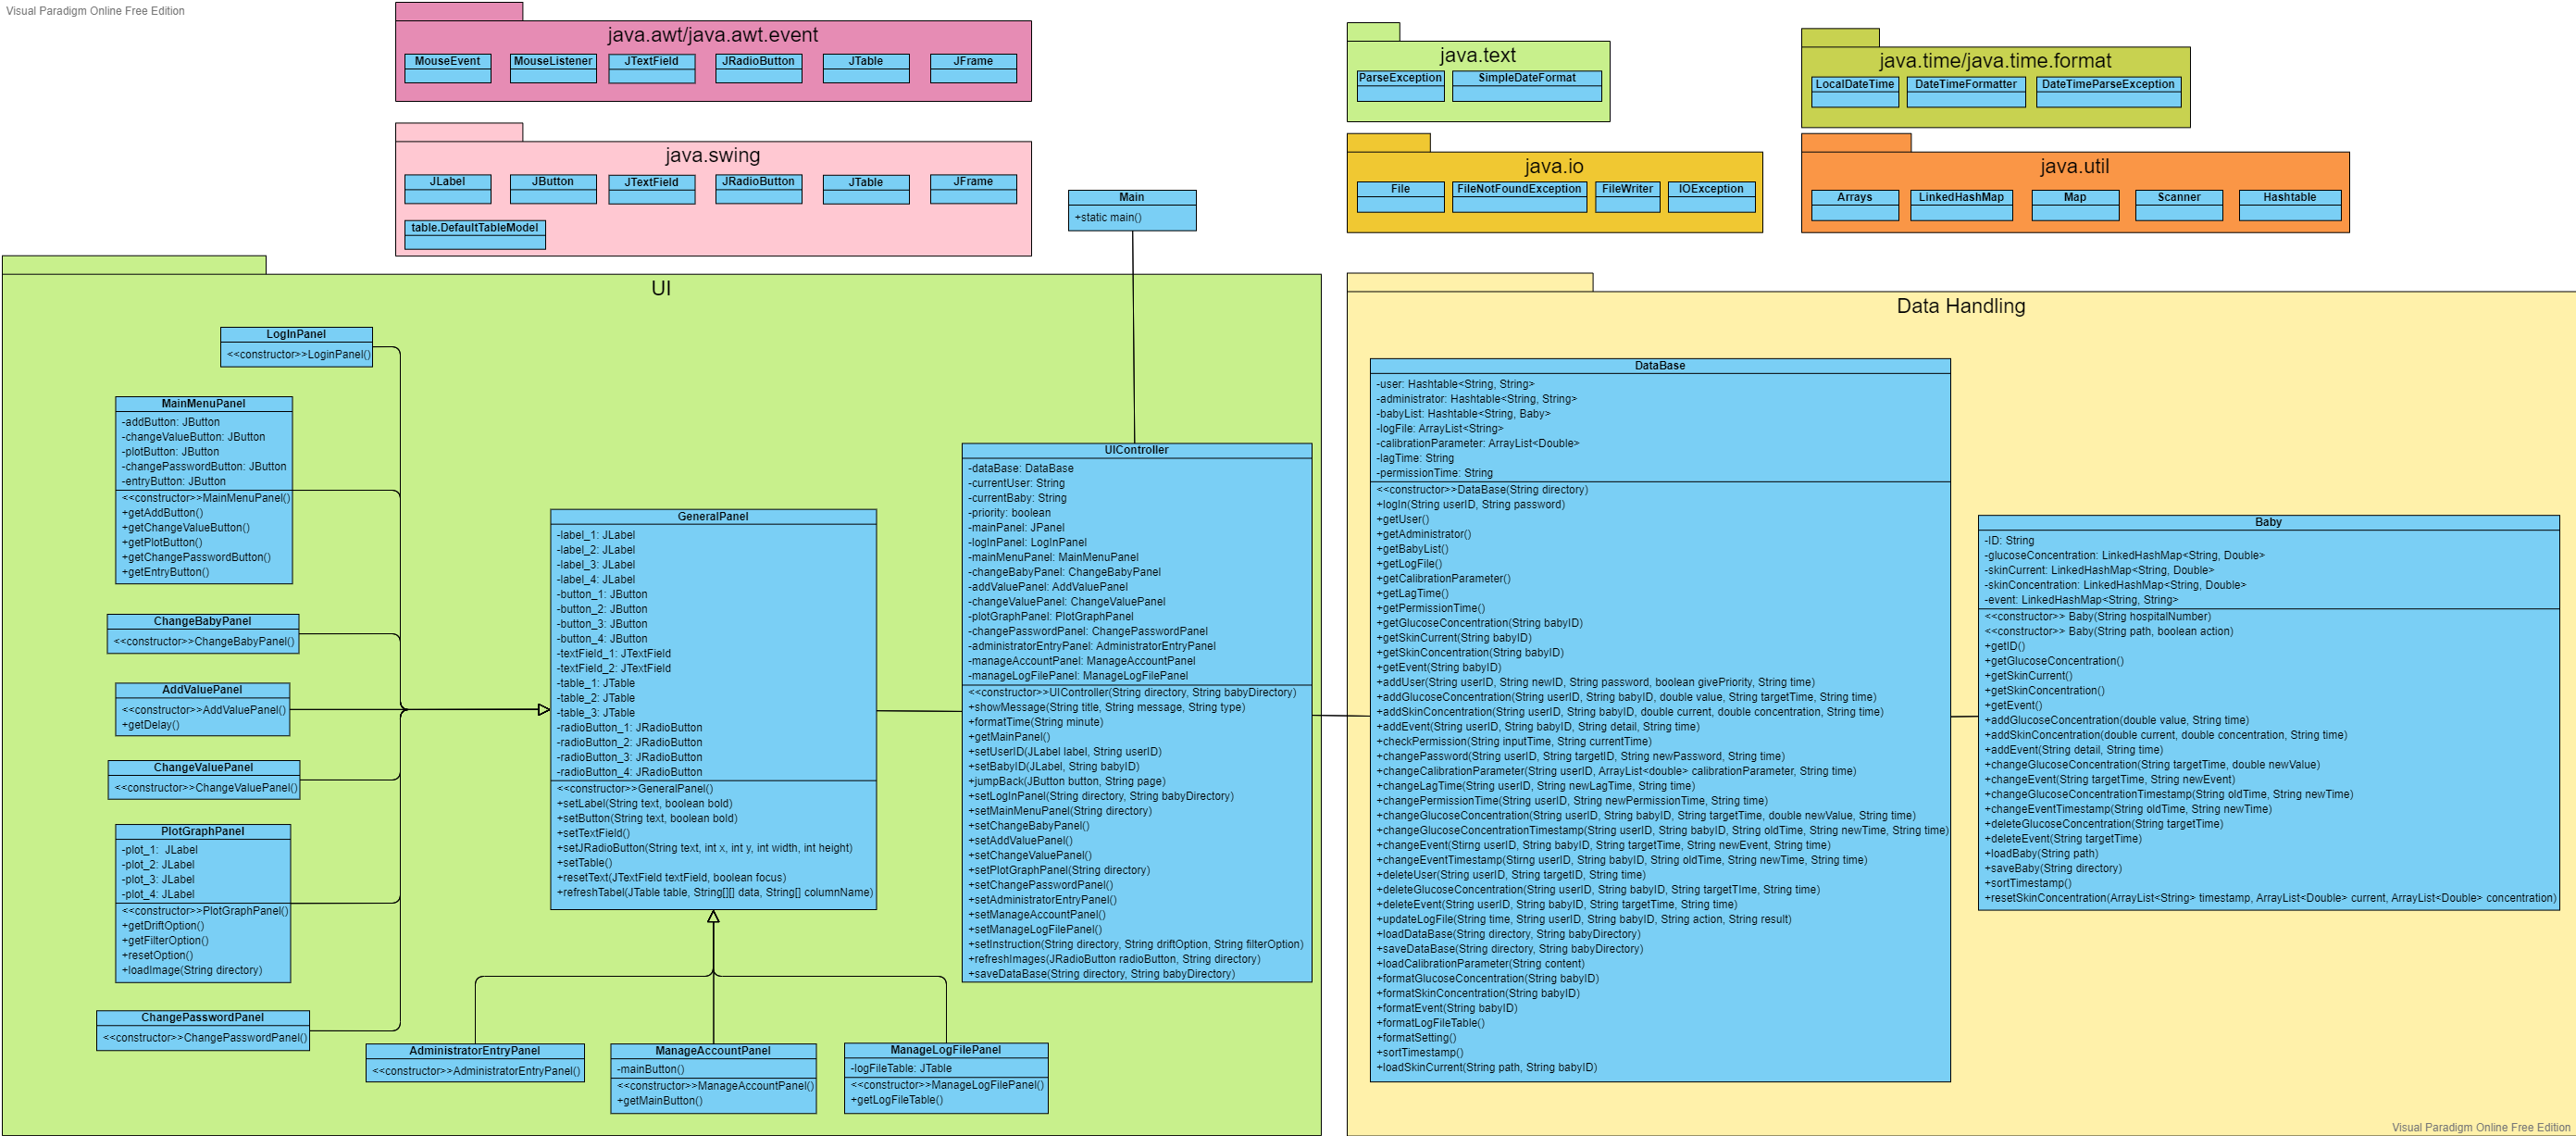 Visual Paradigm Online Free Edition
java.awt/java.awt.event
MouseEvent
MouseListener
JTextField
JRadioButton
JTable
JFrame
java.swing
JLabel
JButton
JTextField
JRadioButton
JTable
JFrame
table.DefaultTableModel
Main
+static main()
java.text
ParseException
SimpleDateFormat
java.time/java.time.format
LocalDateTime
DateTimeFormatter
DateTimeParseException
java.io
File
FileNotFoundException
FileWriter
IOException
java.util
Arrays
LinkedHashMap
Map
Scanner
Hashtable
UI
LogInPanel
<<constructor>>LoginPanel()
MainMenuPanel
-addButton: JButton
-changeValueButton: JButton
-plotButton: JButton
-changePasswordButton: JButton
-entryButton: JButton
<<constructor>>MainMenuPanel()
+getAddButton()
+getChangeValueButton()
+getPlotButton()
+getChangePasswordButton()
+getEntryButton()
ChangeBabyPanel
<<constructor>>ChangeBabyPanel()
AddValuePanel
<<constructor>>AddValuePanel()
+getDelay()
ChangeValuePanel
<<constructor>>ChangeValuePanel()
PlotGraphPanel
-plot_1:  JLabel
-plot_2: JLabel
-plot_3: JLabel
-plot_4: JLabel
<<constructor>>PlotGraphPanel()
+getDriftOption()
+getFilterOption()
+resetOption()
+loadImage(String directory)
ChangePasswordPanel
<<constructor>>ChangePasswordPanel()
GeneralPanel
-label_1: JLabel
-label_2: JLabel
-label_3: JLabel
-label_4: JLabel
-button_1: JButton
-button_2: JButton
-button_3: JButton
-button_4: JButton
-textField_1: JTextField
-textField_2: JTextField
-table_1: JTable
-table_2: JTable
-table_3: JTable
-radioButton_1: JRadioButton
-radioButton_2: JRadioButton
-radioButton_3: JRadioButton
-radioButton_4: JRadioButton
<<constructor>>GeneralPanel()
+setLabel(String text, boolean bold)
+setButton(String text, boolean bold)
+setTextField()
+setJRadioButton(String text, int x, int y, int width, int height)
+setTable()
+resetText(JTextField textField, boolean focus)
+refreshTabel(JTable table, String[][] data, String[] columnName)
AdministratorEntryPanel
<<constructor>>AdministratorEntryPanel()
ManageAccountPanel
-mainButton()
<<constructor>>ManageAccountPanel()
+getMainButton()
ManageLogFilePanel
-logFileTable: JTable
<<constructor>>ManageLogFilePanel()
+getLogFileTable()
UIController
-dataBase: DataBase
-currentUser: String
-currentBaby: String
-priority: boolean
-mainPanel: JPanel
-logInPanel: LogInPanel
-mainMenuPanel: MainMenuPanel
-changeBabyPanel: ChangeBabyPanel
-addValuePanel: AddValuePanel
-changeValuePanel: ChangeValuePanel
-plotGraphPanel: PlotGraphPanel
-changePasswordPanel: ChangePasswordPanel
-administratorEntryPanel: AdministratorEntryPanel
-manageAccountPanel: ManageAccountPanel
-manageLogFilePanel: ManageLogFilePanel
<<constructor>>UIController(String directory, String babyDirectory)
+showMessage(String title, String message, String type)
+formatTime(String minute)
+getMainPanel()
+setUserID(JLabel label, String userID)
+setBabyID(JLabel, String babyID)
+jumpBack(JButton button, String page)
+setLogInPanel(String directory, String babyDirectory)
+setMainMenuPanel(String directory)
+setChangeBabyPanel()
+setAddValuePanel()
+setChangeValuePanel()
+setPlotGraphPanel(String directory)
+setChangePasswordPanel()
+setAdministratorEntryPanel()
+setManageAccountPanel()
+setManageLogFilePanel()
+setInstruction(String directory, String driftOption, String filterOption)
+refreshImages(JRadioButton radioButton, String directory)
+saveDataBase(String directory, String babyDirectory)
Data Handling
DataBase
-user: Hashtable<String, String>
-administrator: Hashtable<String, String>
-babyList: Hashtable<String, Baby>
-logFile: ArrayList<String>
-calibrationParameter: ArrayList<Double>
-lagTime: String
-permissionTime: String
<<constructor>>DataBase(String directory)
+logIn(String userID, String password)
+getUser()
+getAdministrator()
+getBabyList()
+getLogFile()
+getCalibrationParameter()
+getLagTime()
+getPermissionTime()
+getGlucoseConcentration(String babyID)
+getSkinCurrent(String babyID)
+getSkinConcentration(String babyID)
+getEvent(String babyID)
+addUser(String userID, String newID, String password, boolean givePriority, String time)
+addGlucoseConcentration(String userID, String babyID, double value, String targetTime, String time)
+addSkinConcentration(String userID, String babyID, double current, double concentration, String time)
+addEvent(String userID, String babyID, String detail, String time)
+checkPermission(String inputTime, String currentTime)
+changePassword(String userID, String targetID, String newPassword, String time)
+changeCalibrationParameter(String userID, ArrayList<double> calibrationParameter, String time)
+changeLagTime(String userID, String newLagTime, String time)
+changePermissionTime(String userID, String newPermissionTime, String time)
+changeGlucoseConcentration(String userID, String babyID, String targetTime, double newValue, String time)
+changeGlucoseConcentrationTimestamp(String userID, String babyID, String oldTime, String newTime, String time)
+changeEvent(String userID, String babyID, String targetTime, String newEvent, String time)
+changeEventTimestamp(String userID, String babyID, String oldTime, String newTime, String time)
+deleteUser(String userID, String targetID, String time)
+deleteGlucoseConcentration(String userID, String babyID, String targetTIme, String time)
+deleteEvent(String userID, String babyID, String targetTime, String time)
+updateLogFile(String time, String userID, String babyID, String action, String result)
+loadDataBase(String directory, String babyDirectory)
+saveDataBase(String directory, String babyDirectory)
+loadCalibrationParameter(String content)
+formatGlucoseConcentration(String babyID)
+formatSkinConcentration(String babyID)
+formatEvent(String babyID)
+formatLogFileTable()
+formatSetting()
+sortTimestamp()
+loadSkinCurrent(String path, String babyID)
Baby
-ID: String
-glucoseConcentration: LinkedHashMap<String, Double>
-skinCurrent: LinkedHashMap<String, Double>
-skinConcentration: LinkedHashMap<String, Double>
-event: LinkedHashMap<String, String>
<<constructor>> Baby(String hospitalNumber)
<<constructor>> Baby(String path, boolean action)
+getID()
+getGlucoseConcentration()
+getSkinCurrent()
+getSkinConcentration()
+getEvent()
+addGlucoseConcentration(double value, String time)
+addSkinConcentration(double current, double concentration, String time)
+addEvent(String detail, String time)
+changeGlucoseConcentration(String targetTime, double newValue)
+changeEvent(String targetTime, String newEvent)
+changeGlucoseConcentrationTimestamp(String oldTime, String newTime)
+changeEventTimestamp(String oldTime, String newTime)
+deleteGlucoseConcentration(String targetTime)
+deleteEvent(String targetTime)
+loadBaby(String path)
+saveBaby(String directory)
+sortTimestamp()
+resetSkinConcentration(ArrayList<String> timestamp, ArrayList<Double> current, ArrayList<Double> concentration)
Visual Paradigm Online Free Edition